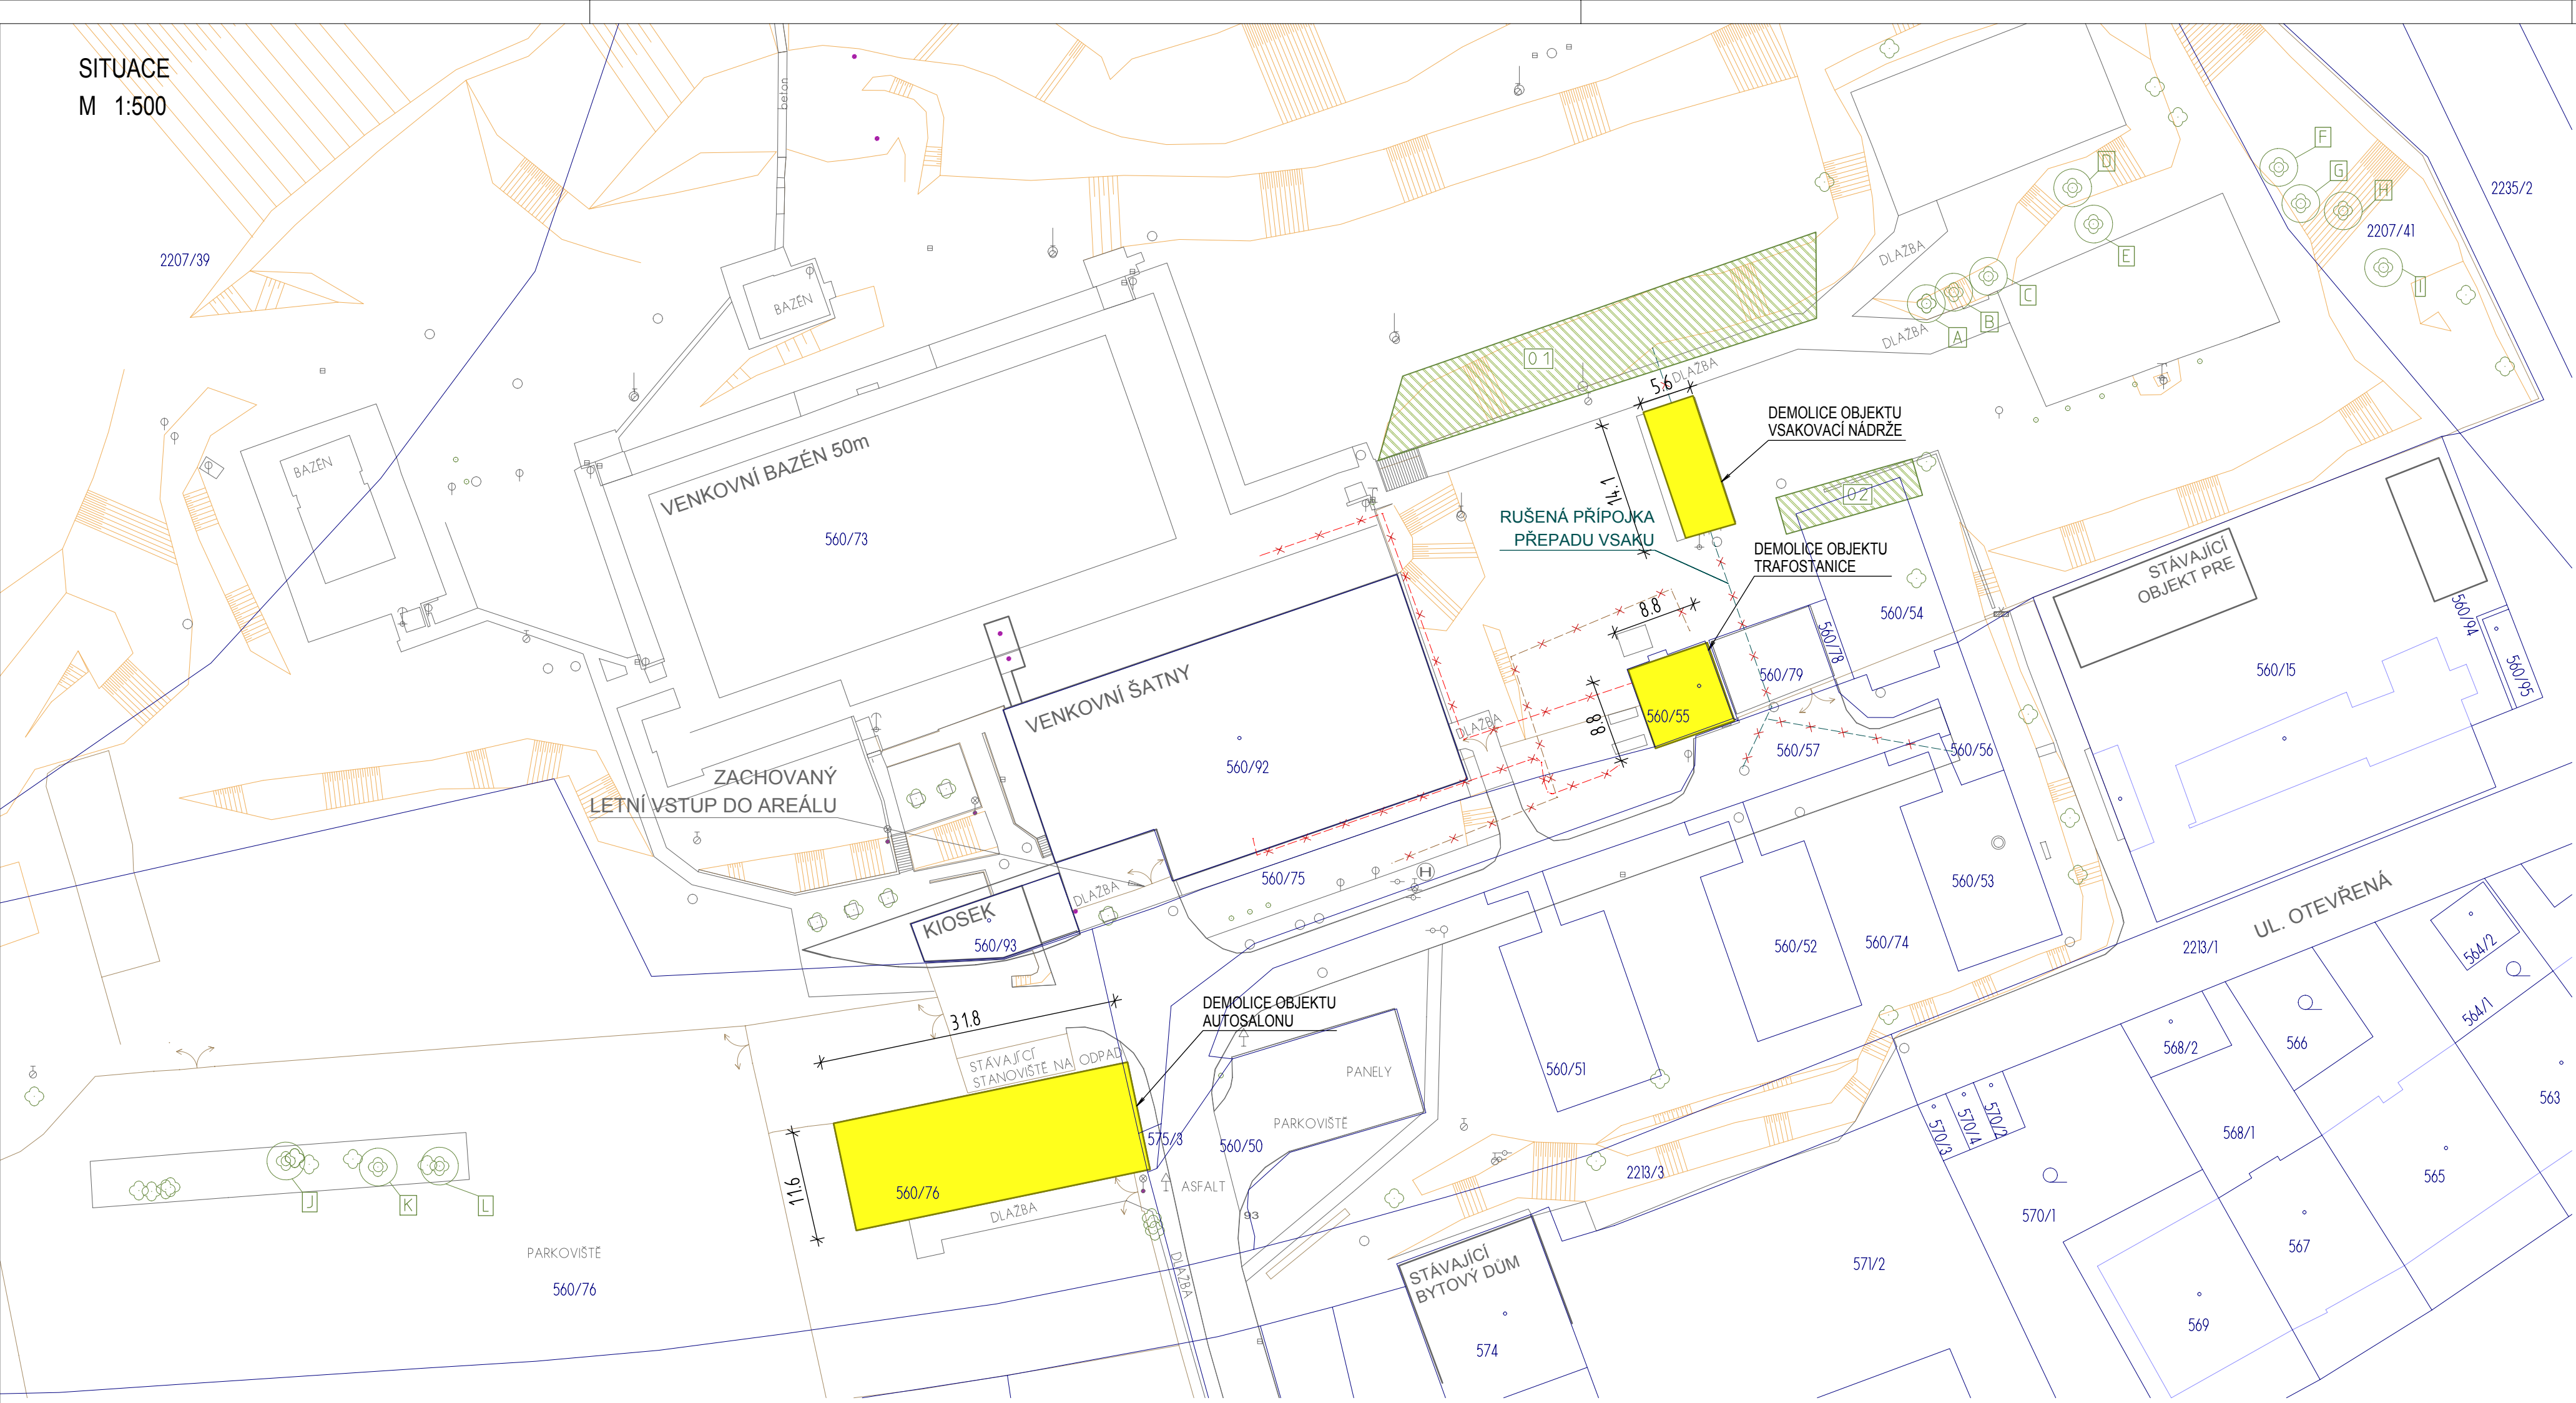 SITUACE
M 1:500
beton
2207/39
BAZÉN
BAZÉN
VENKOVNÍ BAZÉN 50m
560/73
01
DLAŽBA
5.6
14.1
DEMOLICE OBJEKTU
VSAKOVACÍ NÁDRŽE
RUŠENÁ PŘÍPOJKA
PŘEPADU VSAKU
DEMOLICE OBJEKTU
TRAFOSTANICE
02
8.8
8.8
DLAŽBA
DLAŽBA
A
B
C
D
E
F
G
H
I
2207/41
2235/2
STÁVAJÍCÍ
OBJEKT PRE
560/94
560/95
560/15
560/54
560/78
560/79
560/55
560/57
560/56
VENKOVNÍ ŠATNY
560/92
DLAŽBA
ZACHOVANÝ
LETNÍ VSTUP DO AREÁLU
DLAŽBA
560/75
H
KIOSEK
560/93
560/53
560/52
560/74
560/51
UL. OTEVŘENÁ
2213/1
564/2
564/1
566
568/2
563
568/1
565
570/3
570/4
570/2
570/1
567
569
31.8
DEMOLICE OBJEKTU
AUTOSALONU
STÁVAJÍCÍ
STANOVIŠTĚ NA ODPAD
PANELY
PARKOVIŠTĚ
575/3
560/50
11.6
560/76
DLAŽBA
ASFALT
93
DLAŽBA
J
K
L
PARKOVIŠTĚ
560/76
2213/3
STÁVAJÍCÍ
BYTOVÝ DŮM
574
571/2